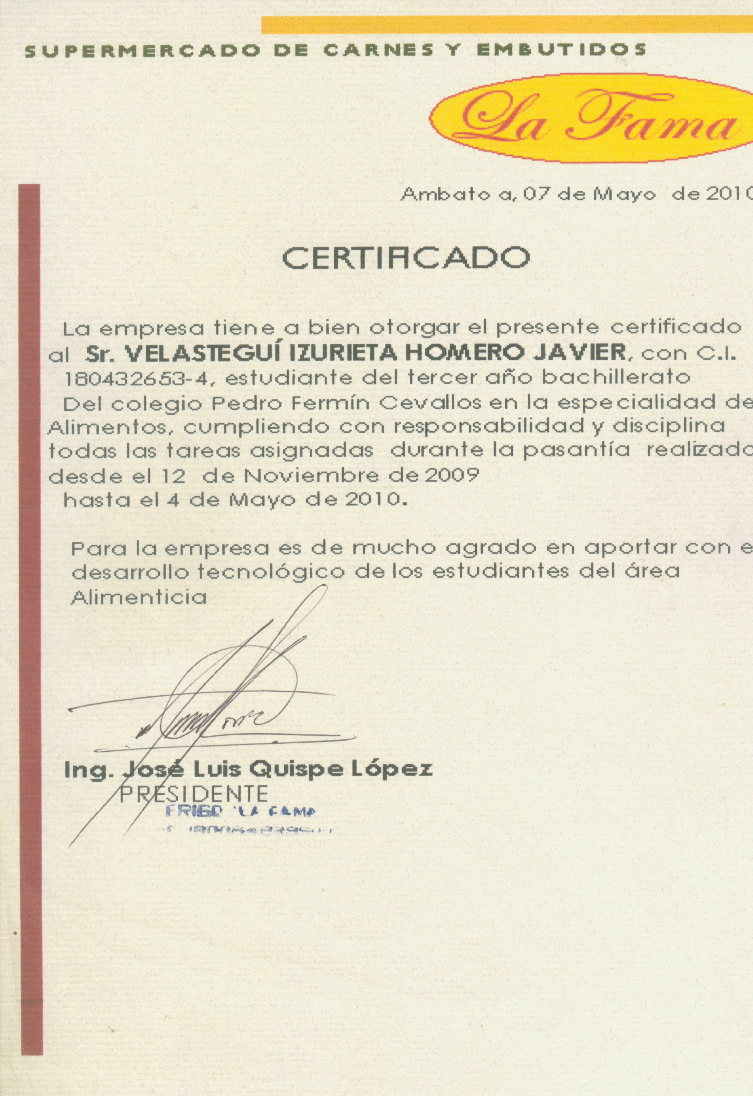 SUPERMERCADO DE CARNES Y EMBUTIDOS
La Fama
Ambato a, 07 de Mayo de 2010
CERTIFICADO
La empresa tiene a bien otorgar el presente certificado
al Sr. VELASTEGUÍ IZURIETA HOMERO JAVIER, con C.I.
180432653-4, estudiante del tercer año bachillerato
Del colegio Pedro Fermín Cevallos en la especialidad de
Alimentos, cumpliendo con responsabilidad y disciplina
todas las tareas asignadas durante la pasantía realizada
desde el 12 de Noviembre de 2009
hasta el 4 de Mayo de 2010.
Para la empresa es de mucho agrado en aportar con e
desarrollo tecnológico de los estudiantes del área
Alimenticia
Ing. José Luis Quispe López
PRESIDENTE
FRIGO "LA FAMA